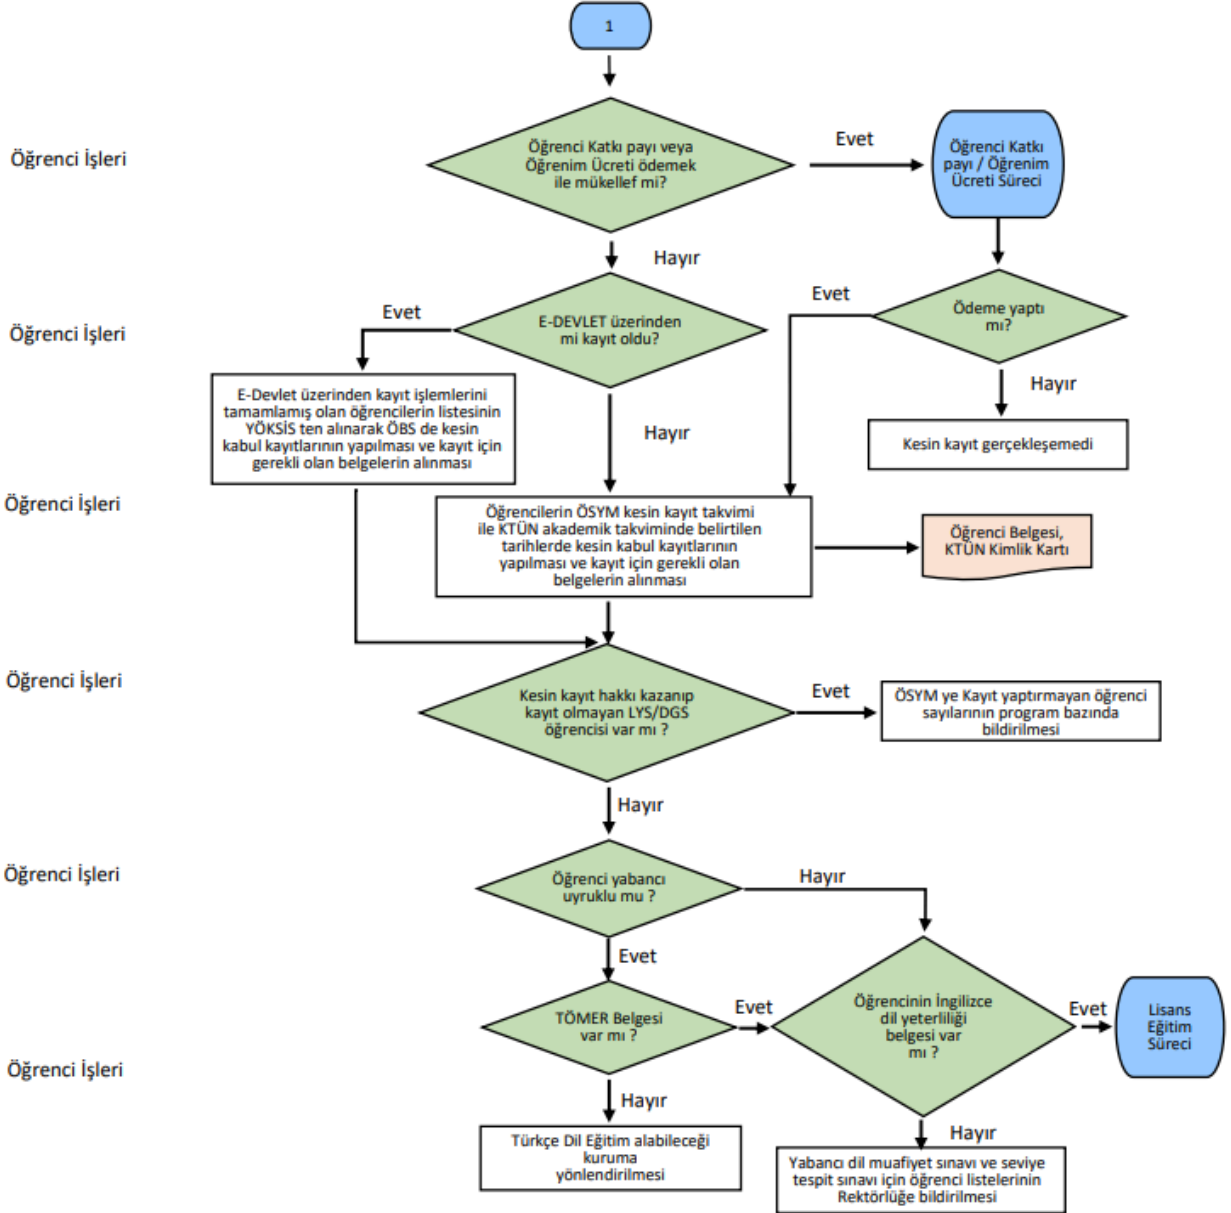 1
Öğrenci İşleri
Öğrenci Katkı payı veya
Öğrenim Ücreti ödemek
ile mükellef mi?
Evet
Öğrenci Katkı
payı / Öğrenim
Ücreti Süreci
Hayır
Öğrenci İşleri
Evet
E-DEVLET üzerinden
mi kayıt oldu?
Evet
Ödeme yaptı
mı?
Hayır
Kesin kayıt gerçekleşemedi
E-Devlet üzerinden kayıt işlemlerini
tamamlamış olan öğrencilerin listesinin
YÖKSİS ten alınarak ÖBS de kesin
kabul kayıtlarının yapılması ve kayıt için
gerekli olan belgelerin alınması
Hayır
Öğrenci İşleri
Öğrencilerin ÖSYM kesin kayıt takvimi
ile KTÜN akademik takviminde belirtilen
tarihlerde kesin kabul kayıtlarının
yapılması ve kayıt için gerekli olan
belgelerin alınması
Öğrenci Belgesi,
KTÜN Kimlik Kartı
Öğrenci İşleri
Kesin kayıt hakkı kazanıp
kayıt olmayan LYS/DGS
öğrencisi var mı ?
Evet
ÖSYM ye Kayıt yaptırmayan öğrenci
sayılarının program bazında
bildirilmesi
Hayır
Öğrenci İşleri
Öğrenci yabancı
uyruklu mu ?
Hayır
Evet
TÖMER Belgesi
var mı ?
Evet
Öğrencinin İngilizce
dil yeterliliği
belgesi var
mı ?
Evet
Lisans
Eğitim
Süreci
Öğrenci İşleri
Hayır
Türkçe Dil Eğitim alabileceği
kuruma
yönlendirilmesi
Hayır
Yabancı dil muafiyet sınavı ve seviye
tespit sınavı için öğrenci listelerinin
Rektörlüğe bildirilmesi